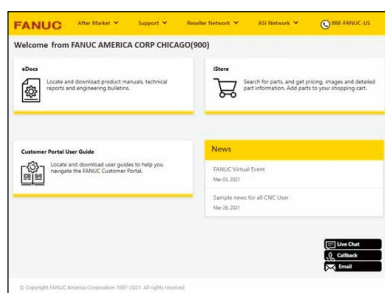 FANUC
After Market
Support
Reseller Network
ASI Network
888-FANUC-US
Welcome from FANUC AMERICA CORP CHICAGO(900)
eDocs
Locate and download product manuals, technical
reports and engineering bulletins.
iStore
Search for parts, and get pricing, images and detailed
part information. Add parts to your shopping cart.
Customer Portal User Guide
Locate and download user guides to help you
navigate the FANUC Customer Portal.
News
FANUC Virtual Event
Mar 03, 2021
Sample news for all CNC User
Mar 26, 2021
Live Chat
Callback
Email
© Copyright FANUC America Corporation 1997-2021. All rights reserved.